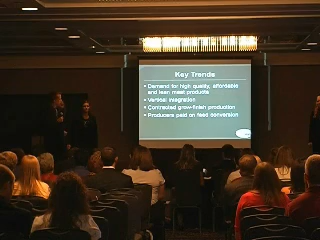 Key Trends
• Demand for high quality, affordable
and lean meat products
• Vertical integration
• Contracted grow-finish production
• Producers paid on feed conversion